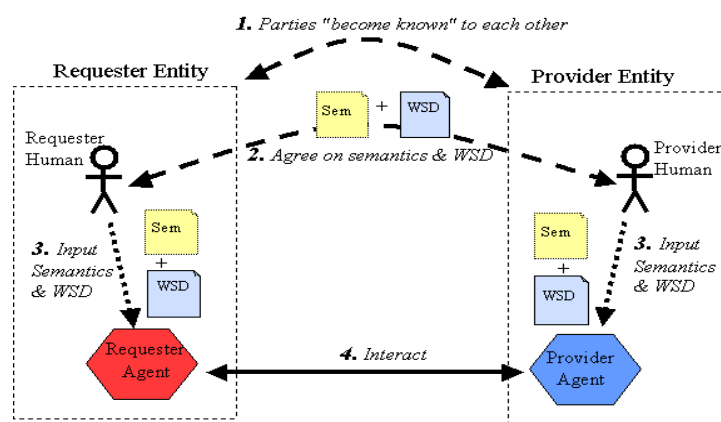 1. Parties "become known" to each other
Requester Entity
Provider Entity
Sem
+
WSD
Requester
Human
2. Agree on semantics & WSD
Provider
Human
3. Input
Semantics
& WSD
Sem
+
WSD
Sem
+
WSD
3. Input
Semantics
& WSD
Requester
Agent
4. Interact
Provider
Agent